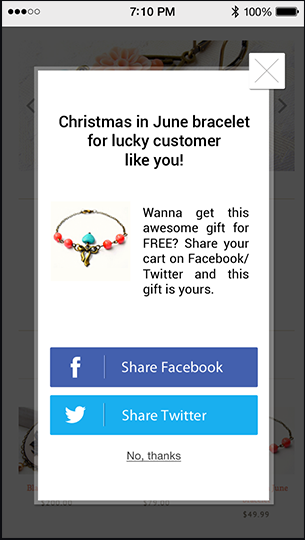 7:10 PM 100%
Christmas in June bracelet
for lucky customer
like you!
Wanna get this
awesome gift for
FREE? Share your
cart on Facebook/
Twitter and this
gift is yours.
f Share Facebook
Share Twitter
No, thanks
June
$49.99